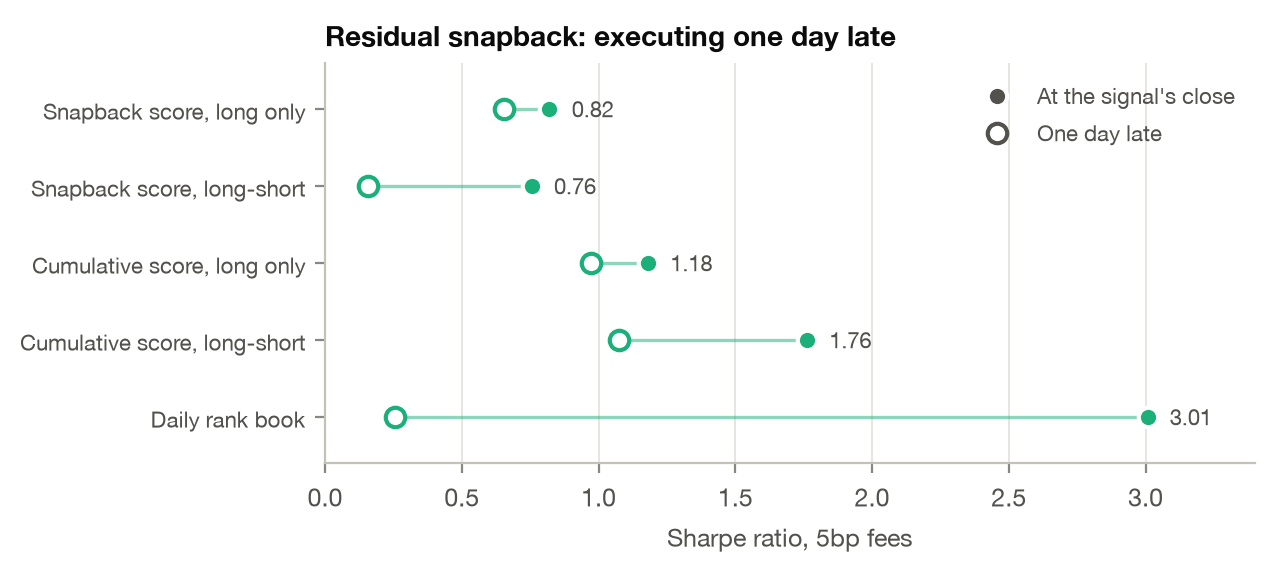 Residual snapback: executing one day late
At the signal's close
One day late
Snapback score, long only
0.82
Snapback score, long-short
0.76
Cumulative score, long only
1.18
Cumulative score, long-short
1.76
Daily rank book
3.01
0.0 0.5 1.0 1.5 2.0 2.5 3.0
Sharpe ratio, 5bp fees